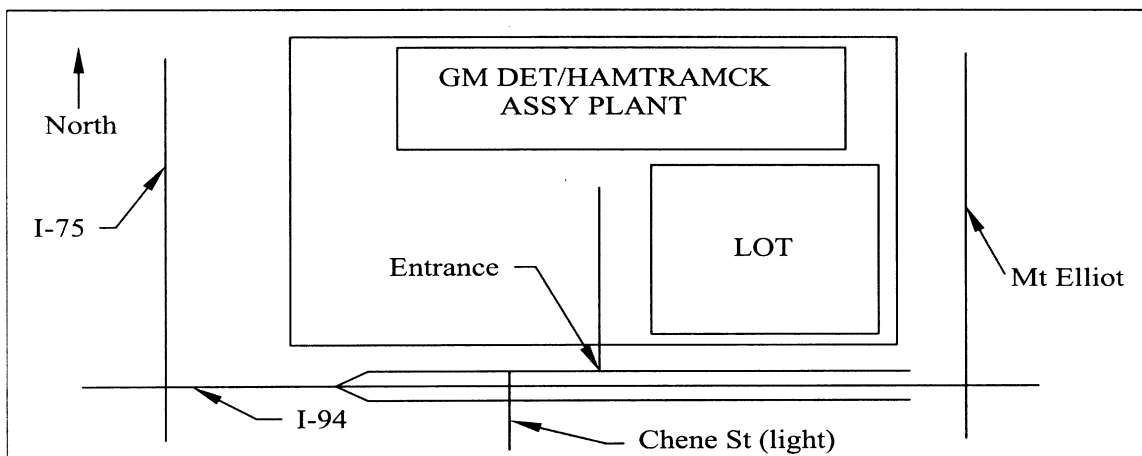 GM DET/HAMTRAMCK
ASSY PLANT
North
I-75
LOT
Entrance
Mt Elliot
I-94
Chene St (light)